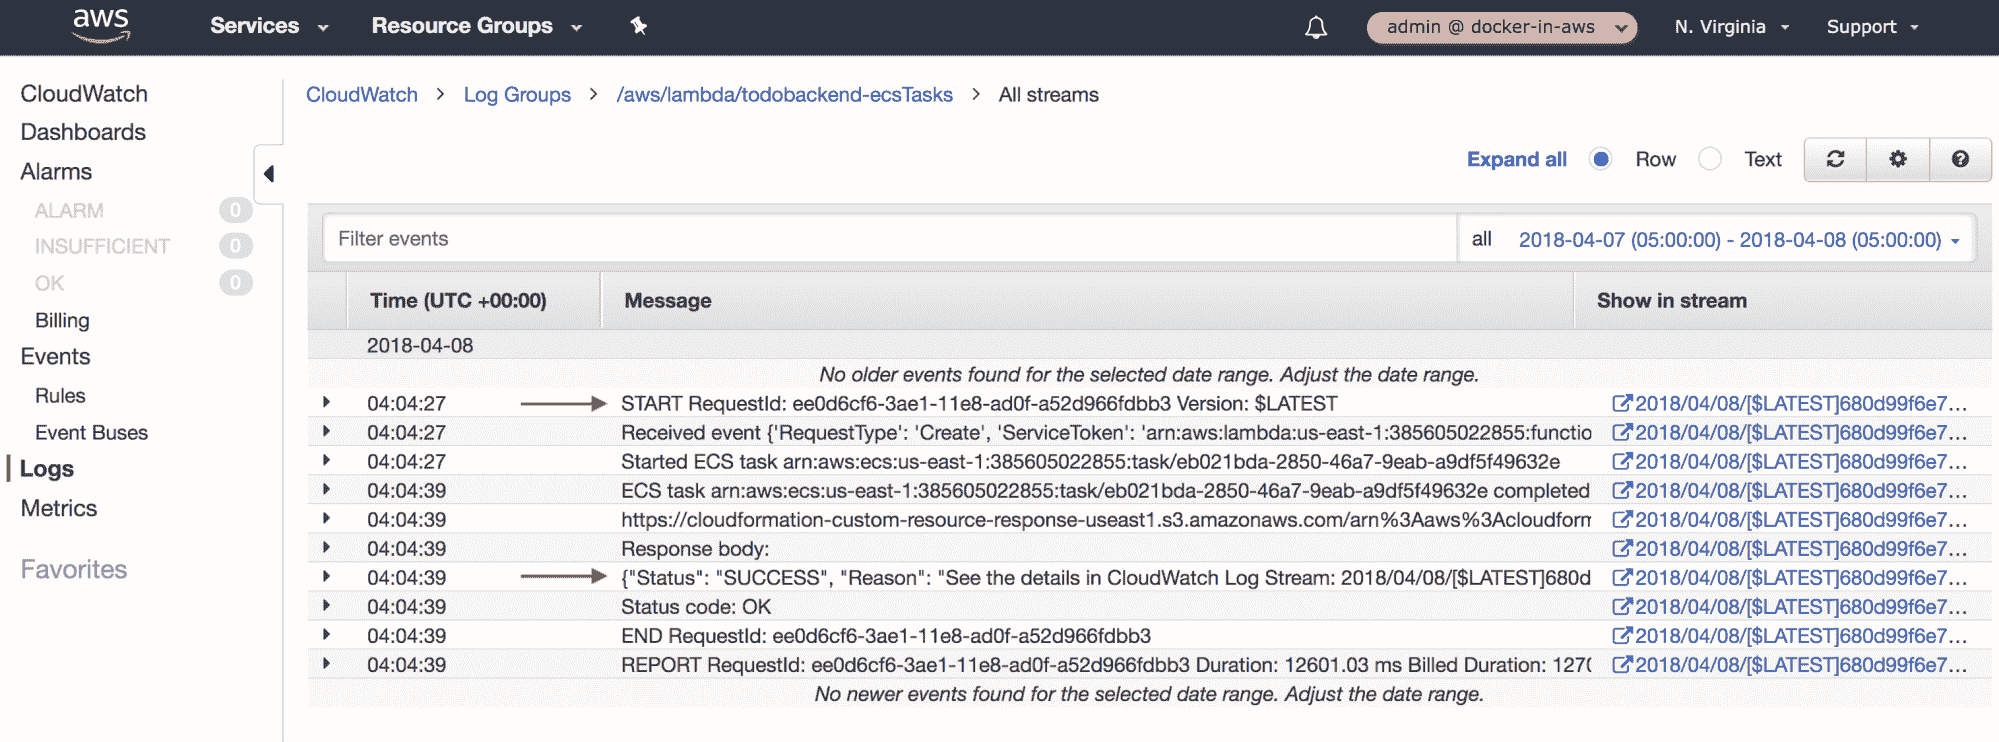 aws Services Resource Groups admin @ docker-in-aws N. Virginia Support
CloudWatch
Dashboards
Alarms
ALARM 0
INSUFFICIENT 0
OK 0
Billing
Events
Rules
Event Buses
Logs
Metrics
Favorites
CloudWatch > Log Groups > /aws/lambda/todobackend-ecsTasks > All streams
Expand all Row Text
Filter events all 2018-04-07 (05:00:00) - 2018-04-08 (05:00:00)
Time (UTC +00:00) Message Show in stream
2018-04-08
No older events found for the selected date range. Adjust the date range.
04:04:27 START RequestId: ee0d6cf6-3ae1-11e8-ad0f-a52d966fdbb3 Version: $LATEST 2018/04/08/[$LATEST]680d99f6e7...
04:04:27 Received event {'RequestType': 'Create', 'ServiceToken': 'arn:aws:lambda:us-east-1:385605022855:functio 2018/04/08/[$LATEST]680d99f6e7...
04:04:27 Started ECS task arn:aws:ecs:us-east-1:385605022855:task/eb021bda-2850-46a7-9eab-a9df5f49632e 2018/04/08/[$LATEST]680d99f6e7...
04:04:39 ECS task arn:aws:ecs:us-east-1:385605022855:task/eb021bda-2850-46a7-9eab-a9df5f49632e completed 2018/04/08/[$LATEST]680d99f6e7...
04:04:39 https://cloudformation-custom-resource-response-useast1.s3.amazonaws.com/arn%3Aaws%3Acloudform 2018/04/08/[$LATEST]680d99f6e7...
04:04:39 Response body: 2018/04/08/[$LATEST]680d99f6e7...
04:04:39 {"Status": "SUCCESS", "Reason": "See the details in CloudWatch Log Stream: 2018/04/08/[$LATEST]680d 2018/04/08/[$LATEST]680d99f6e7...
04:04:39 Status code: OK 2018/04/08/[$LATEST]680d99f6e7...
04:04:39 END RequestId: ee0d6cf6-3ae1-11e8-ad0f-a52d966fdbb3 2018/04/08/[$LATEST]680d99f6e7...
04:04:39 REPORT RequestId: ee0d6cf6-3ae1-11e8-ad0f-a52d966fdbb3 Duration: 12601.03 ms Billed Duration: 1270 2018/04/08/[$LATEST]680d99f6e7...
No newer events found for the selected date range. Adjust the date range.